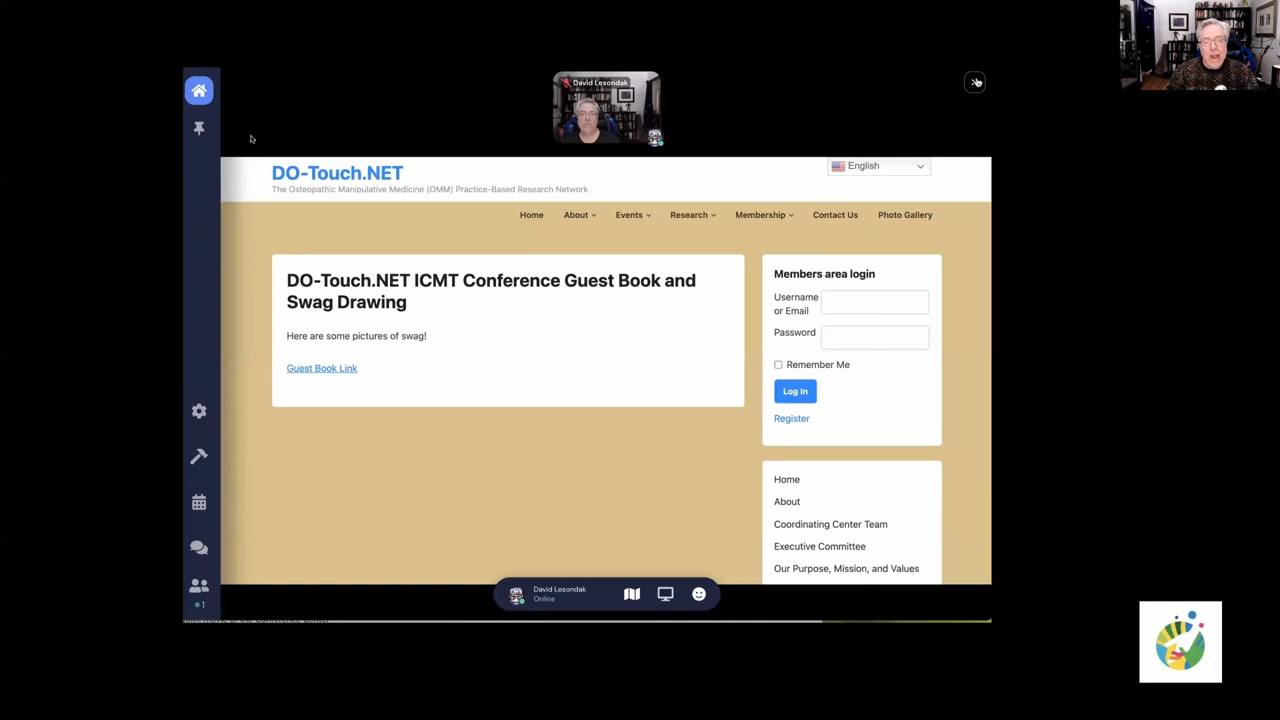 David Lesondak
DO-Touch.NET
English
The Osteopathic Manipulative Medicine (OMM) Practice-Based Research Network
Home About Events Research Membership Contact Us Photo Gallery
DO-Touch.NET ICMT Conference Guest Book and
Swag Drawing
Here are some pictures of swag!
Guest Book Link
Members area login
Username
or Email
Password
Remember Me
Log In
Register
Home
About
Coordinating Center Team
Executive Committee
Our Purpose, Mission, and Values
David Lesondak
Online
1